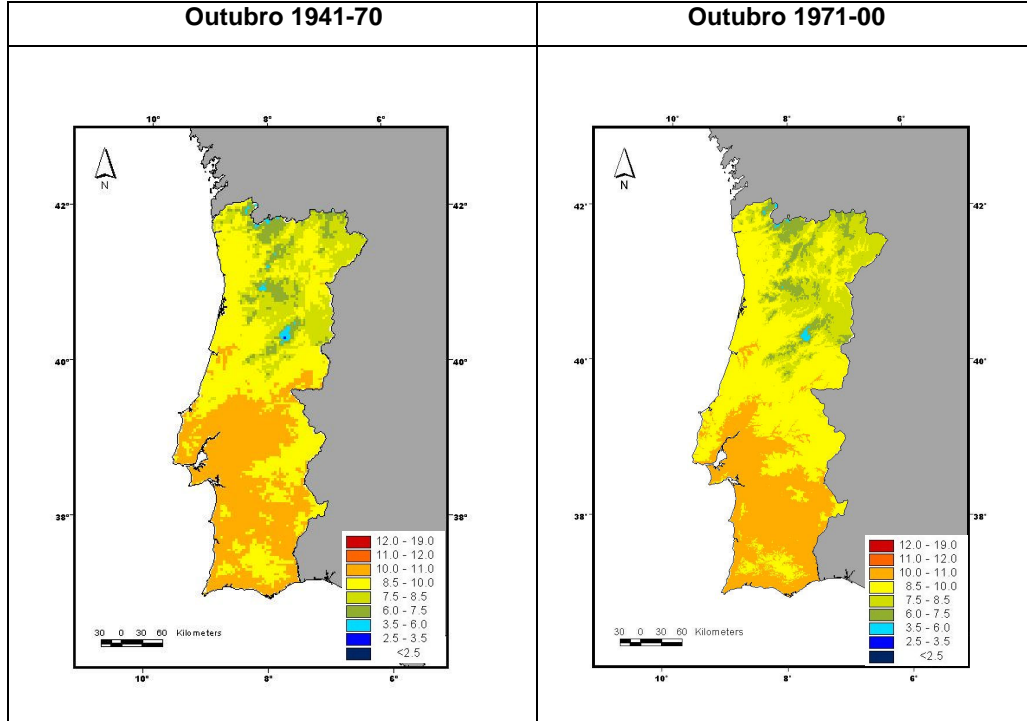 Outubro 1941-70
Outubro 1971-00
10° 8° 6°
N
42° 42°
40° 40°
38° 38°
12.0 - 19.0
11.0 - 12.0
10.0 - 11.0
8.5 - 10.0
7.5 - 8.5
6.0 - 7.5
3.5 - 6.0
2.5 - 3.5
<2.5
30 0 30 60 Kilometers
10° 8° 6°
10° 8° 6°
N
42° 42°
40° 40°
38° 38°
12.0 - 19.0
11.0 - 12.0
10.0 - 11.0
8.5 - 10.0
7.5 - 8.5
6.0 - 7.5
3.5 - 6.0
2.5 - 3.5
<2.5
30 0 30 60 Kilometers
10° 8° 6°